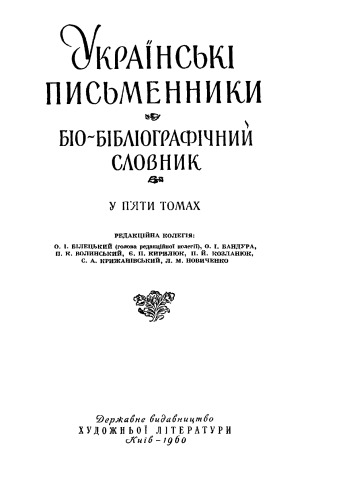 УКРАЇНСЬКІ
ПИСЬМЕННИКИ
БІО-БІБЛІОГРАФІЧНИЙ
СЛОВНИК
У П'ЯТИ ТОМАХ
РЕДАКЦІЙНА КОЛЕГІЯ:
О. І. БІЛЕЦЬКИЙ (голова редакційної колегії), О. І. БАНДУРА,
П. К. ВОЛИНСЬКИЙ, Є. П. КИРИЛЮК, П. Й. КОЛАНЮК,
С. А. КРИЖАНІВСЬКИЙ, Л. М. НОВИЧЕНКО
Державне видавництво
ХУДОЖНЬОЇ ЛІТЕРАТУРИ
Київ-1960